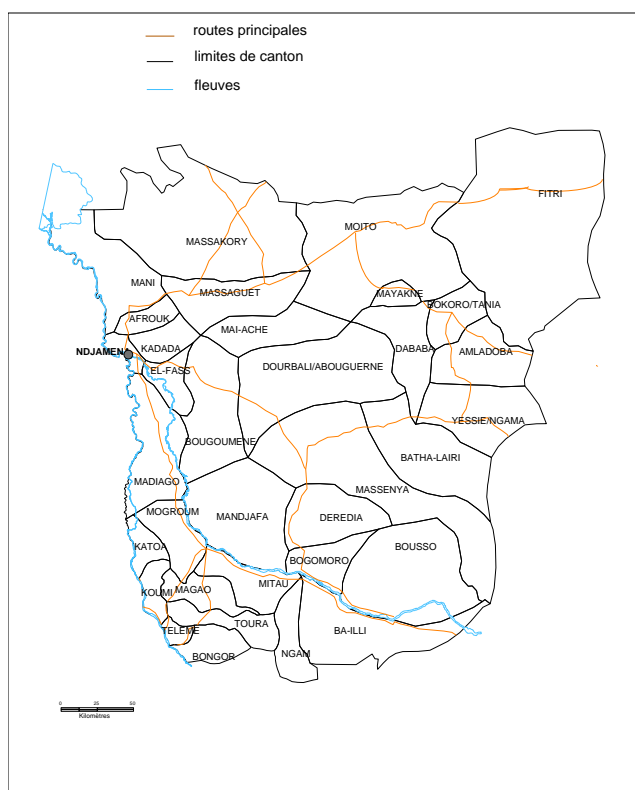 routes principales
limites de canton
fleuves
FITRI
MOITO
MASSAKORY
MANI
MASSAGUET
MAYAKNE
BOKORO/TANIA
AFROUK
MAI-ACHE
KADADA
DABABA
AMLADOBA
NDJAMENA
EL-FASS
DOURBALI/ABOUGUERNE
YESSIE/NGAMA
BOUGOUMENE
BATHA-LAIRI
MADIAGO
MASSENYA
MOGROUM
MANDJAFA
DEREDIA
KATOA
BOUSSO
BOGOMORO
KOUMI
MAGAO
MITAU
TELEME
TOURA
BA-ILLI
BONGOR
NGAM
0 25 50
Kilomètres